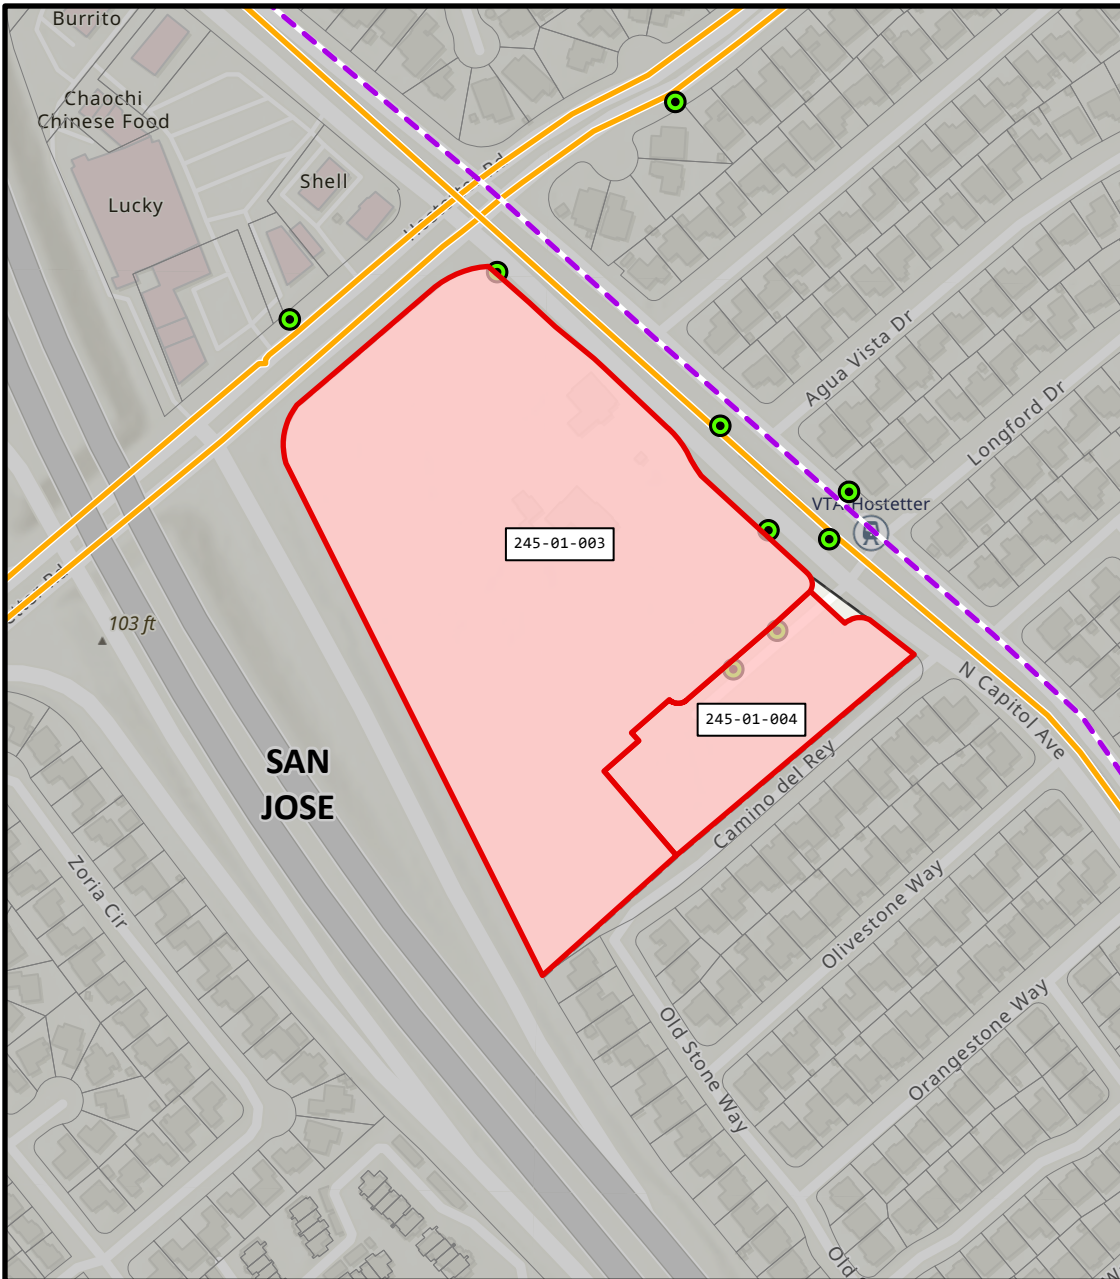 Burrito
Chaochi
Chinese Food
Shell
Lucky
Agua Vista Dr
Longford Dr
VTA Hostetter
245-01-003
103 ft
245-01-004
N Capitol Ave
SAN
JOSE
Camino del Rey
Zoria Cir
Olivestone Way
Orangestone Way
Old Stone Way
Old